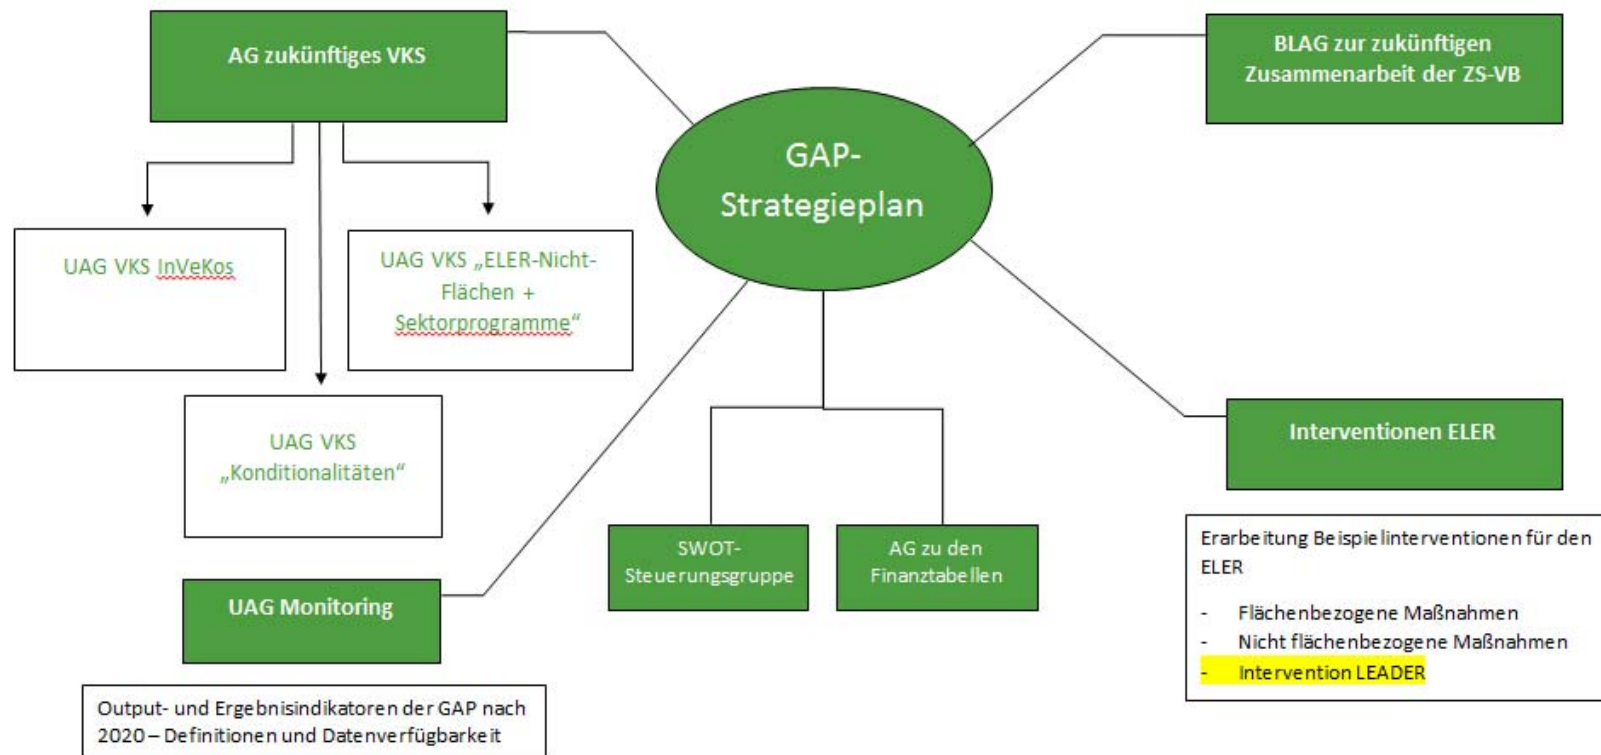 AG zukünftiges VKS
BLAG zur zukünftigen
Zusammenarbeit der ZS-VB
GAP-
Strategieplan
UAG VKS InVeKos
UAG VKS „ELER-Nicht-
Flächen +
Sektorprogramme“
UAG VKS
„Konditionalitäten“
Interventionen ELER
SWOT-
Steuerungsgruppe
AG zu den
Finanztabellen
Erarbeitung Beispielinterventionen für den
ELER
- Flächenbezogene Maßnahmen
- Nicht flächenbezogene Maßnahmen
- Intervention LEADER
UAG Monitoring
Output- und Ergebnisindikatoren der GAP nach
2020 – Definitionen und Datenverfügbarkeit